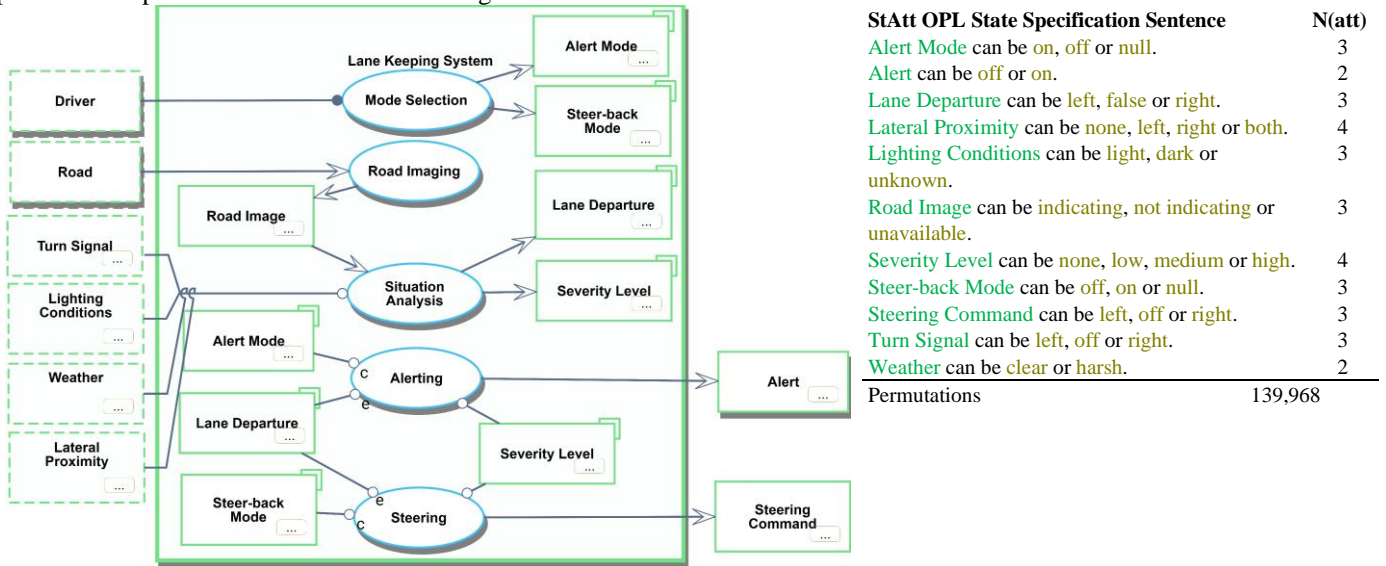 Lane Keeping System
Driver
Mode Selection
Alert Mode
...
Steer-back
Mode
...
Road
Road Imaging
Road Image
...
Lane Departure
...
Turn Signal
...
Lighting
Conditions
...
Situation
Analysis
Severity Level
...
Alert Mode
...
Weather
...
c
e
Alerting
Alert
...
Lane Departure
...
Lateral
Proximity
...
Severity Level
...
Steer-back
Mode
...
e
c
Steering
Steering
Command
...
StAtt OPL State Specification Sentence N(att)
Alert Mode can be on, off or null. 3
Alert can be off or on. 2
Lane Departure can be left, false or right. 3
Lateral Proximity can be none, left, right or both. 4
Lighting Conditions can be light, dark or 3
unknown.
Road Image can be indicating, not indicating or 3
unavailable.
Severity Level can be none, low, medium or high. 4
Steer-back Mode can be off, on or null. 3
Steering Command can be left, off or right. 3
Turn Signal can be left, off or right. 3
Weather can be clear or harsh. 2
Permutations 139,968